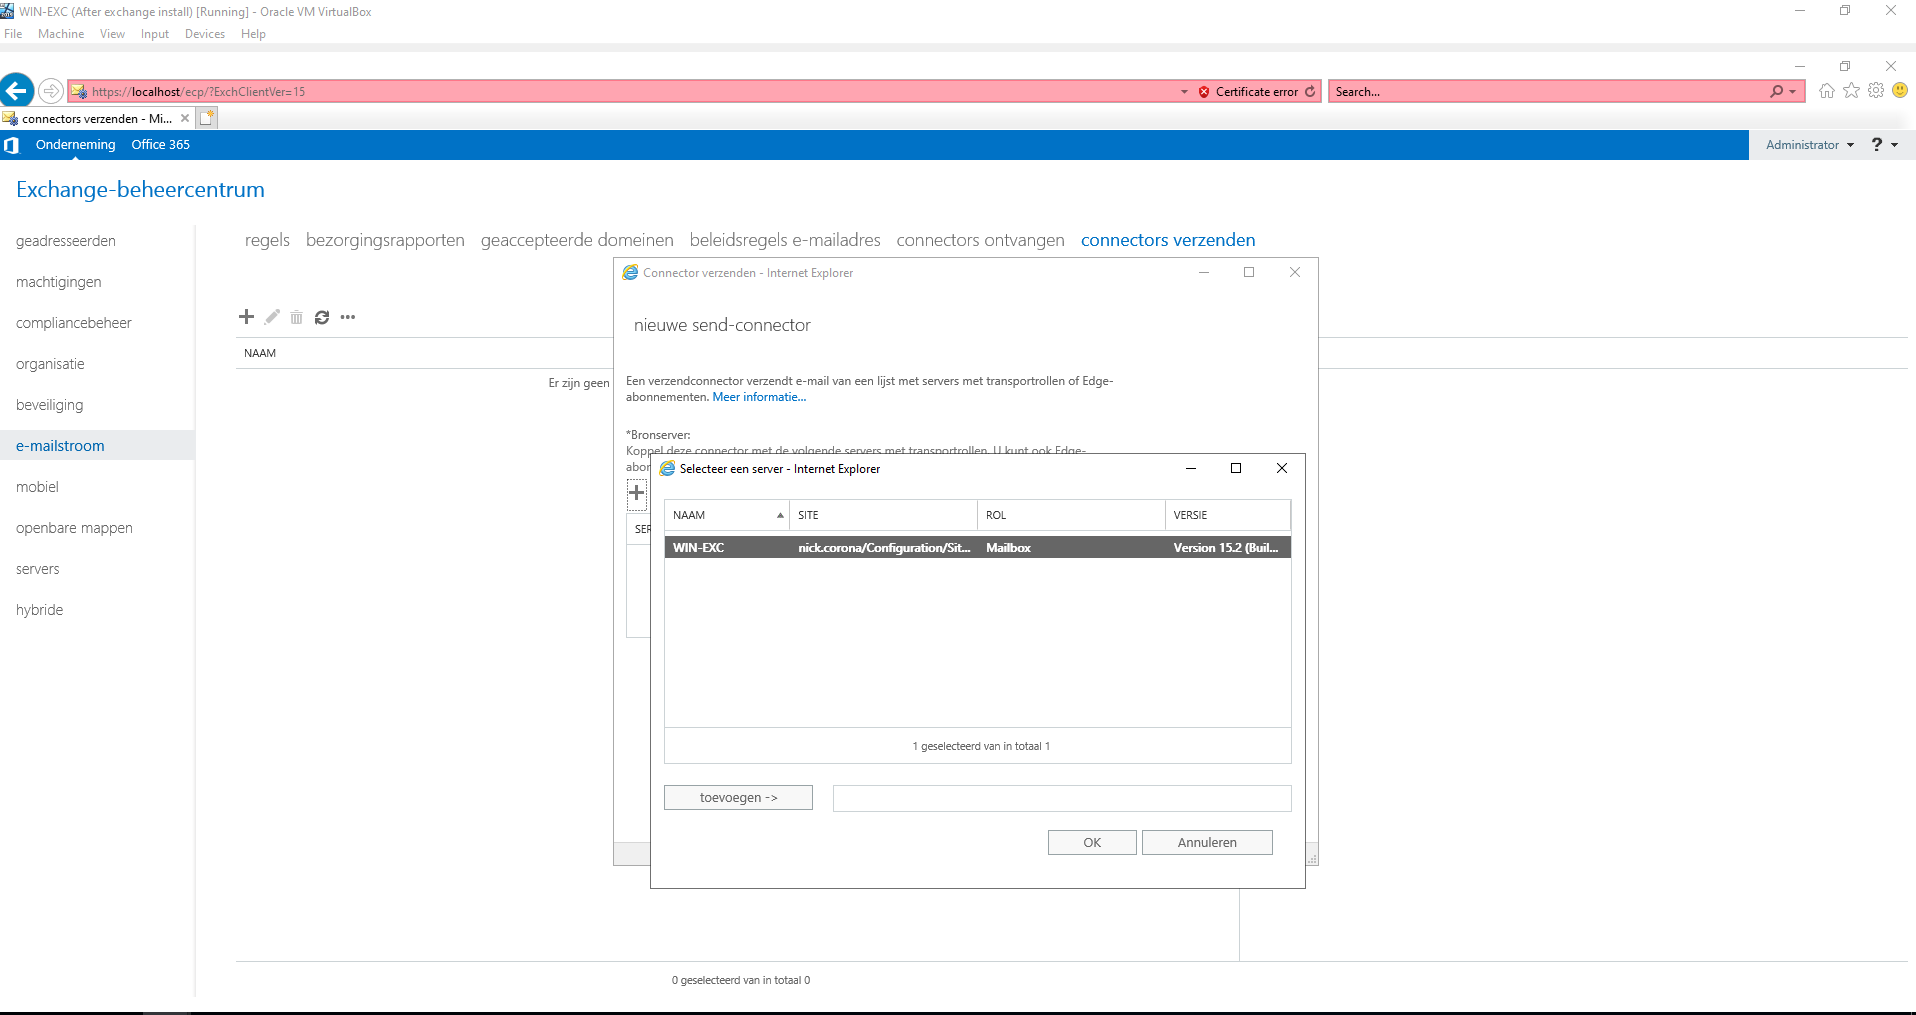 WIN-EXC (After exchange install) [Running] - Oracle VM VirtualBox
File Machine View Input Devices Help
https://localhost/ecp/?ExchClientVer=15 Certificate error Search...
connectors verzenden - Mi...
Onderneming Office 365 Administrator ?
Exchange-beheercentrum
geadresseerden
machtigingen
compliancebeheer
organisatie
beveiliging
e-mailstroom
mobiel
openbare mappen
servers
hybride
regels bezorgingsrapporten geaccepteerde domeinen beleidsregels e-mailadres connectors ontvangen connectors verzenden
NAAM
Er zijn geen
0 geselecteerd van in totaal 0
Connector verzenden - Internet Explorer
nieuwe send-connector
Een verzendconnector verzendt e-mail van een lijst met servers met transportrollen of Edge-
abonnementen. Meer informatie...
*Bronserver:
Koppel deze connector met de volgende servers met transportrollen. U kunt ook Edge-
abor
SER
Selecteer een server - Internet Explorer
NAAM SITE ROL VERSIE
WIN-EXC nick.corona/Configuration/Sit... Mailbox Version 15.2 (Buil...
1 geselecteerd van in totaal 1
toevoegen ->
OK Annuleren